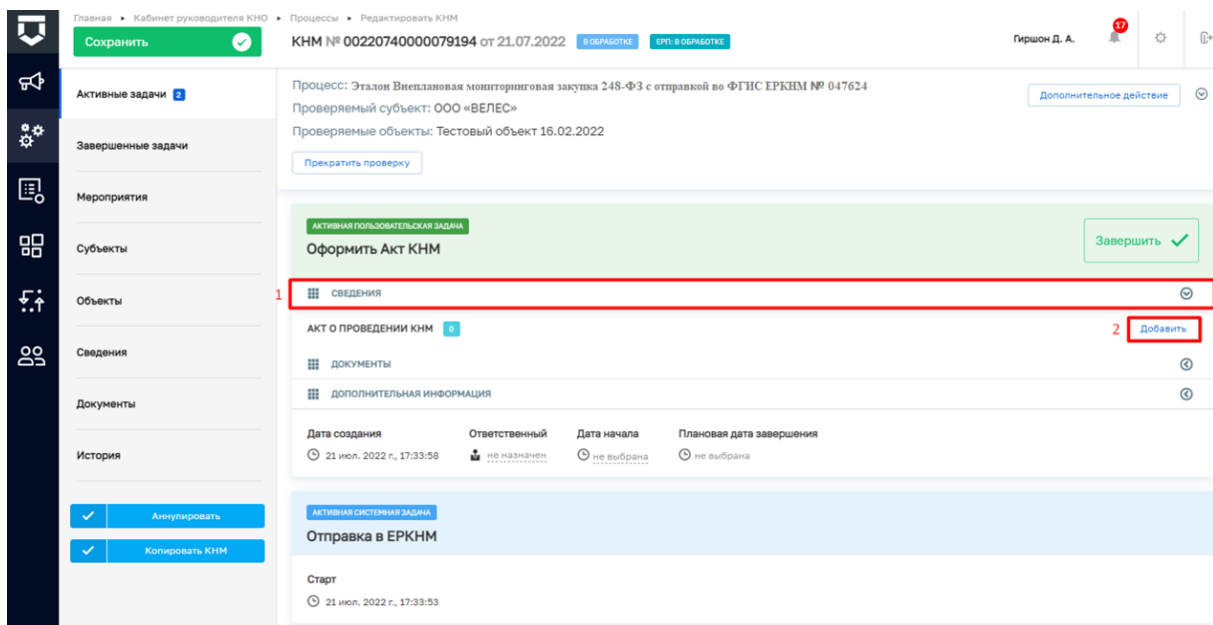 Главная ▸ Кабинет руководителя КНО ▸ Процессы ▸ Редактировать КНМ
Сохранить
КНМ № 00220740000079194 от 21.07.2022 В ОБРАБОТКЕ ЕРП: В ОБРАБОТКЕ
Гиршон Д. А. 17
Активные задачи 2
Завершенные задачи
Мероприятия
Субъекты
Объекты
Сведения
Документы
История
Аннулировать
Копировать КНМ
Процесс: Эталон Внеплановая мониторинговая закупка 248-ФЗ с отправкой во ФГИС ЕРКНМ № 047624
Дополнительное действие
Проверяемый субъект: ООО «ВЕЛЕС»
Проверяемые объекты: Тестовый объект 16.02.2022
Прекратить проверку
АКТИВНАЯ ПОЛЬЗОВАТЕЛЬСКАЯ ЗАДАЧА
Оформить Акт КНМ
Завершить
1 СВЕДЕНИЯ
АКТ О ПРОВЕДЕНИИ КНМ 0
2 Добавить
ДОКУМЕНТЫ
ДОПОЛНИТЕЛЬНАЯ ИНФОРМАЦИЯ
Дата создания Ответственный Дата начала Плановая дата завершения
21 июл. 2022 г., 17:33:58 не назначен не выбрана не выбрана
АКТИВНАЯ СИСТЕМНАЯ ЗАДАЧА
Отправка в ЕРКНМ
Старт
21 июл. 2022 г., 17:33:53